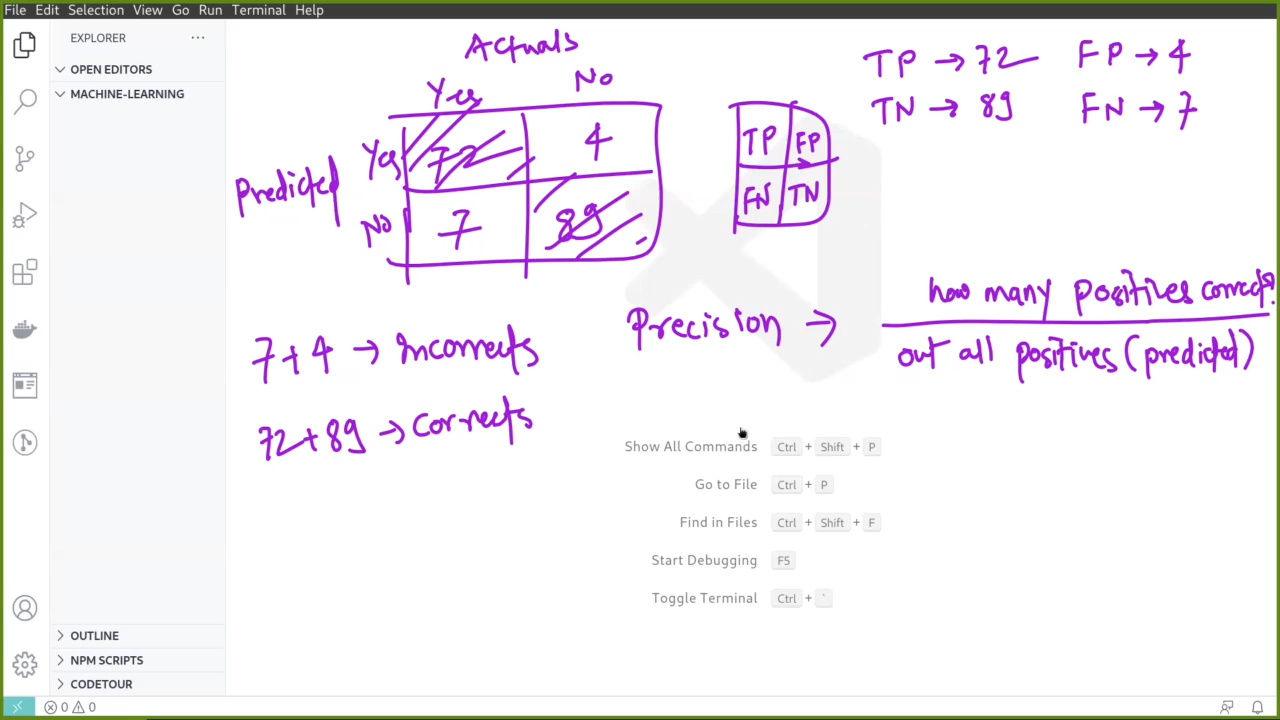 File Edit Selection View Go Run Terminal Help
EXPLORER ...
OPEN EDITORS
MACHINE-LEARNING
OUTLINE
NPM SCRIPTS
CODETOUR
Actuals
Yes No
Predicted
Yes 72 4
No 7 89
TP FP
FN TN
TP → 72 FP → 4
TN → 89 FN → 7
Precision →
how many positives corrects?
out all positives (predicted)
7+4 → Incorrects
72+89 → Corrects
Show All Commands Ctrl + Shift + P
Go to File Ctrl + P
Find in Files Ctrl + Shift + F
Start Debugging F5
Toggle Terminal Ctrl + `
0 0